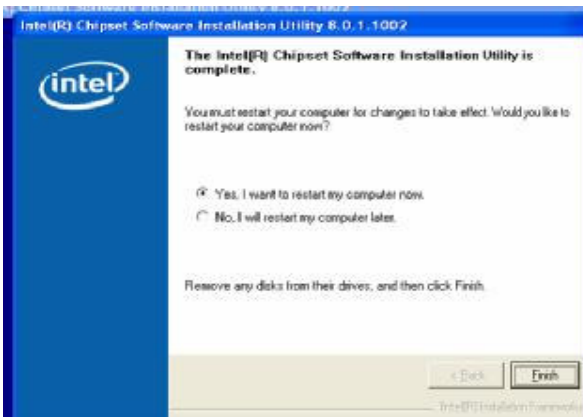 Intel(R) Chipset Software Installation Utility 8.0.1.1002
intel
The Intel(R) Chipset Software Installation Utility is
complete.
You must restart your computer for changes to take effect. Would you like to
restart your computer now?
Yes, I want to restart my computer now.
No, I will restart my computer later.
Remove any disks from their drives, and then click Finish.
< Back
Finish
Intel(R) Installation Framework